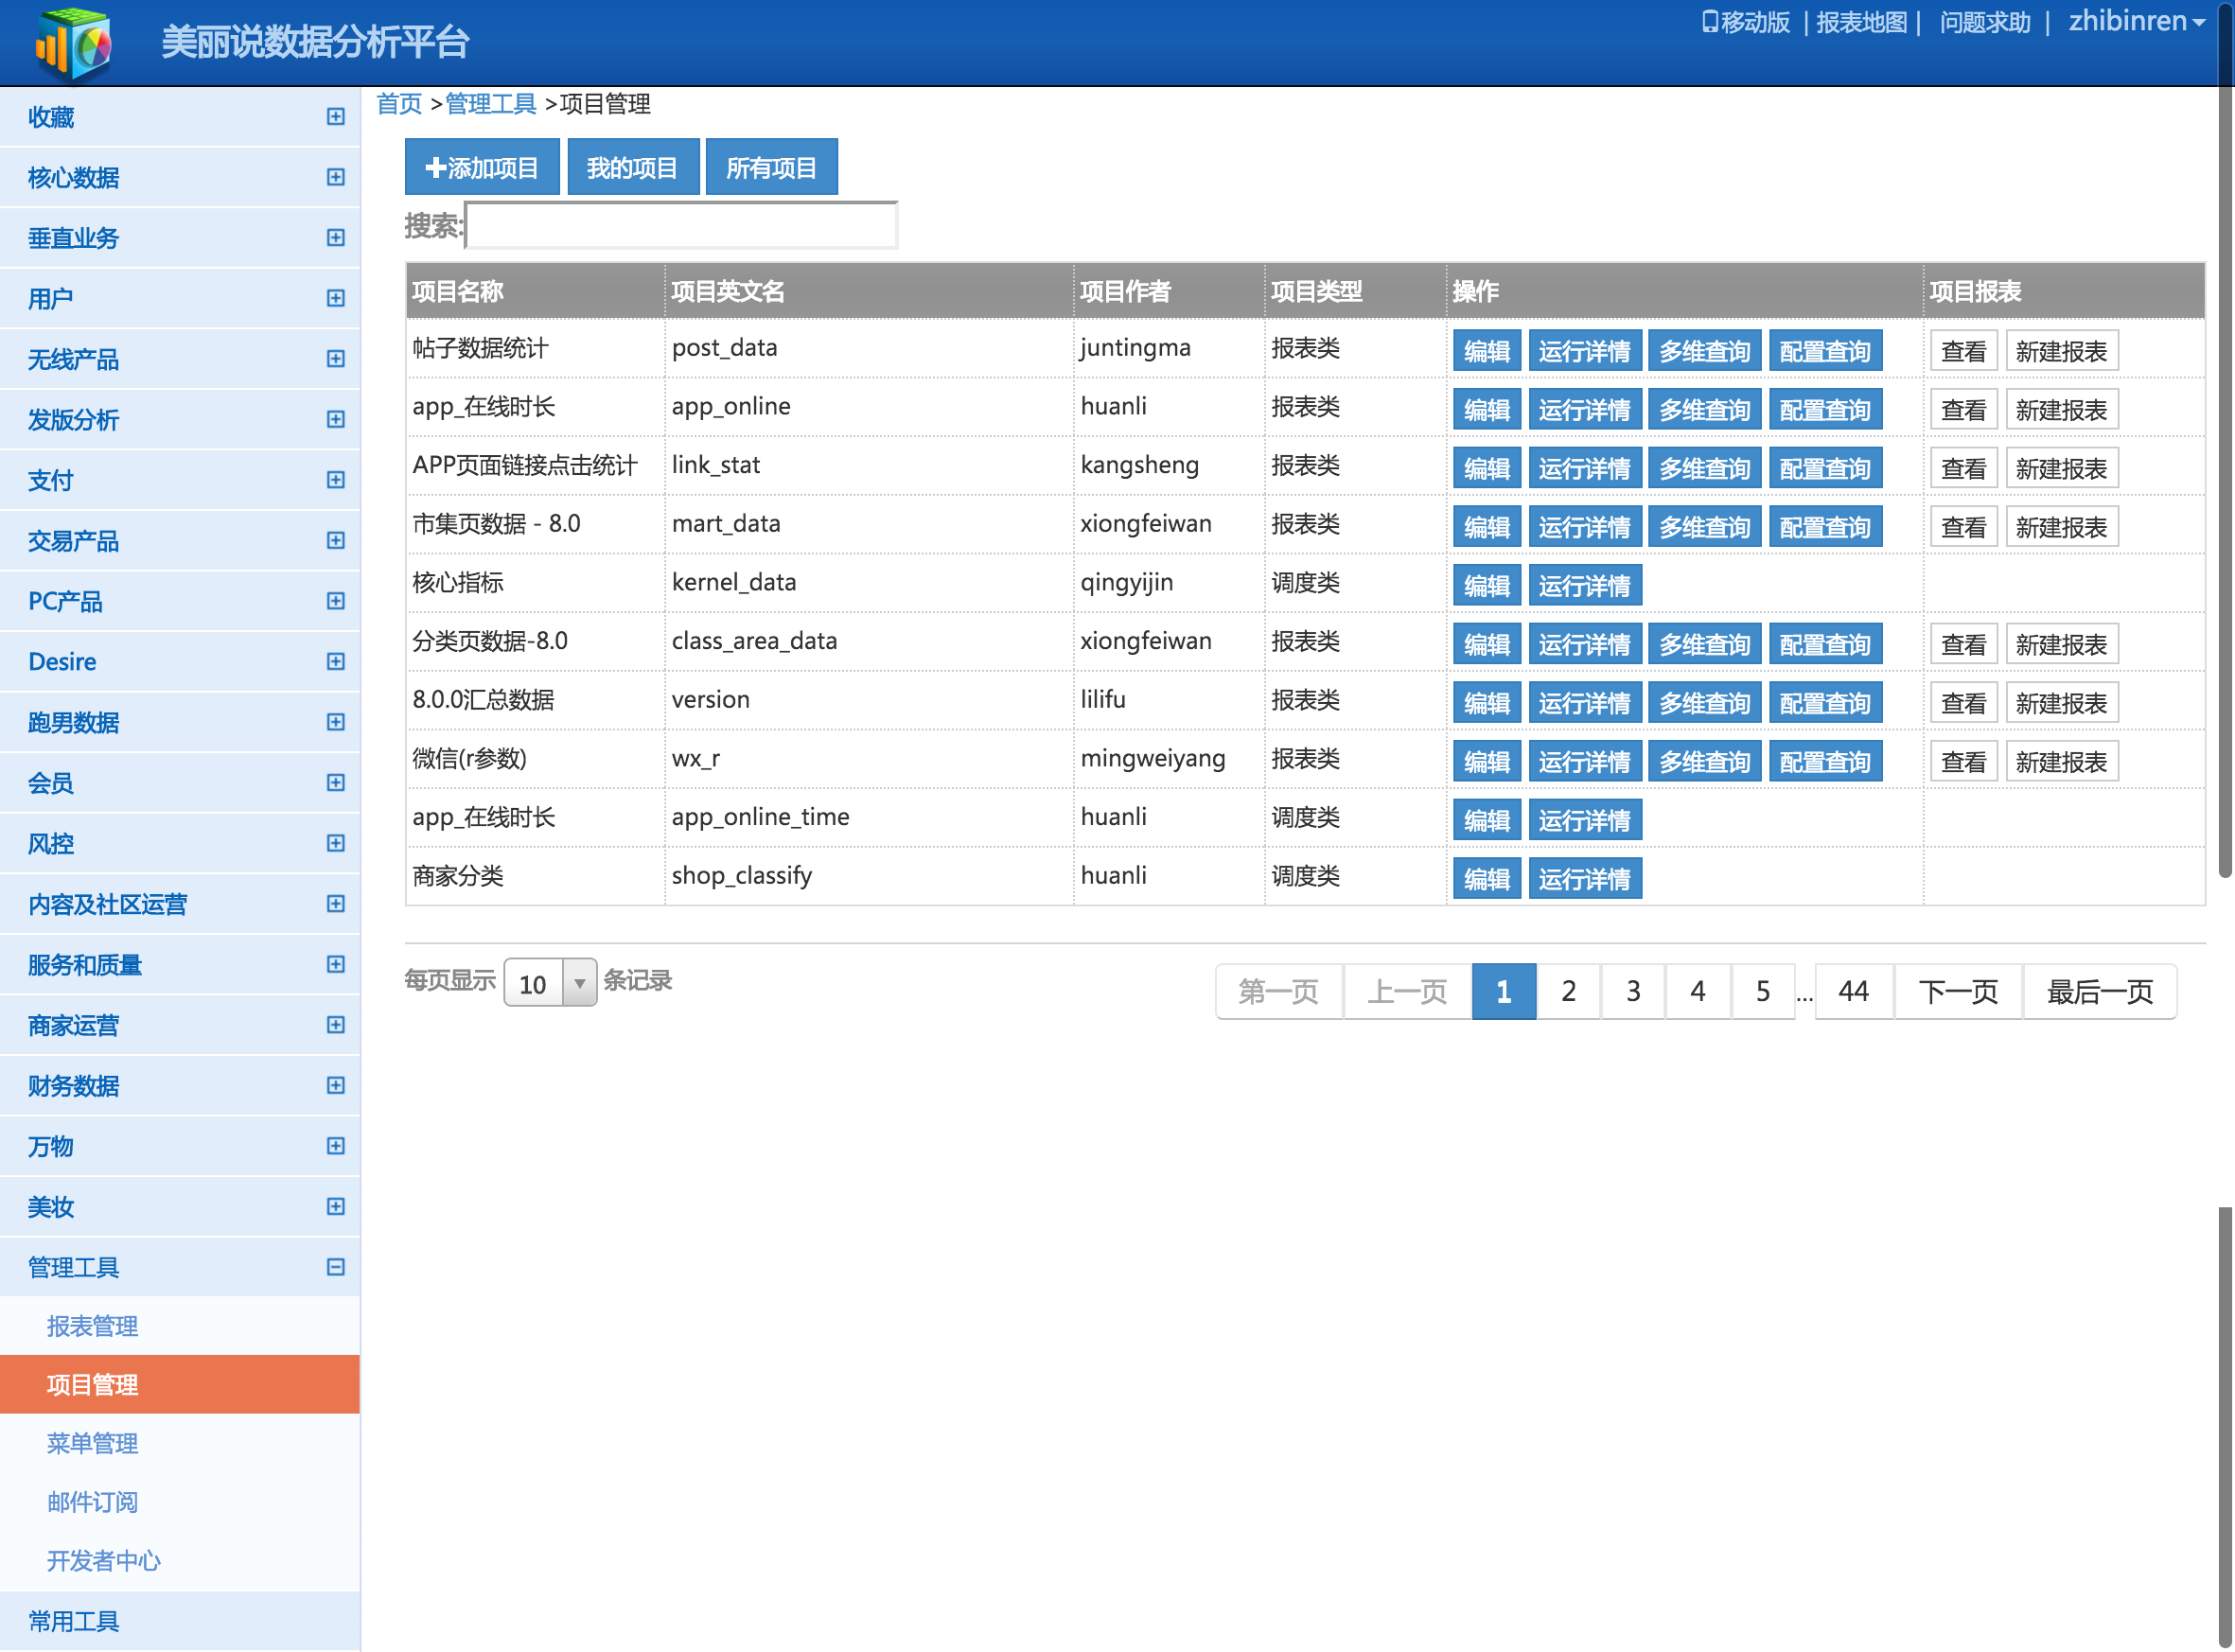 美丽说数据分析平台
移动版 | 报表地图 | 问题求助 | zhibinren
收藏
核心数据
垂直业务
用户
无线产品
发版分析
支付
交易产品
PC产品
Desire
跑男数据
会员
风控
内容及社区运营
服务和质量
商家运营
财务数据
万物
美妆
管理工具
报表管理
项目管理
菜单管理
邮件订阅
开发者中心
常用工具
首页 >管理工具 >项目管理
添加项目 我的项目 所有项目
搜索:
项目名称 项目英文名 项目作者 项目类型 操作 项目报表
帖子数据统计 post_data juntingma 报表类 编辑 运行详情 多维查询 配置查询 查看 新建报表
app_在线时长 app_online huanli 报表类 编辑 运行详情 多维查询 配置查询 查看 新建报表
APP页面链接点击统计 link_stat kangsheng 报表类 编辑 运行详情 多维查询 配置查询 查看 新建报表
市集页数据 - 8.0 mart_data xiongfeiwan 报表类 编辑 运行详情 多维查询 配置查询 查看 新建报表
核心指标 kernel_data qingyijin 调度类 编辑 运行详情
分类页数据-8.0 class_area_data xiongfeiwan 报表类 编辑 运行详情 多维查询 配置查询 查看 新建报表
8.0.0汇总数据 version lilifu 报表类 编辑 运行详情 多维查询 配置查询 查看 新建报表
微信(r参数) wx_r mingweiyang 报表类 编辑 运行详情 多维查询 配置查询 查看 新建报表
app_在线时长 app_online_time huanli 调度类 编辑 运行详情
商家分类 shop_classify huanli 调度类 编辑 运行详情
每页显示 10 条记录 第一页 上一页 1 2 3 4 5 ... 44 下一页 最后一页